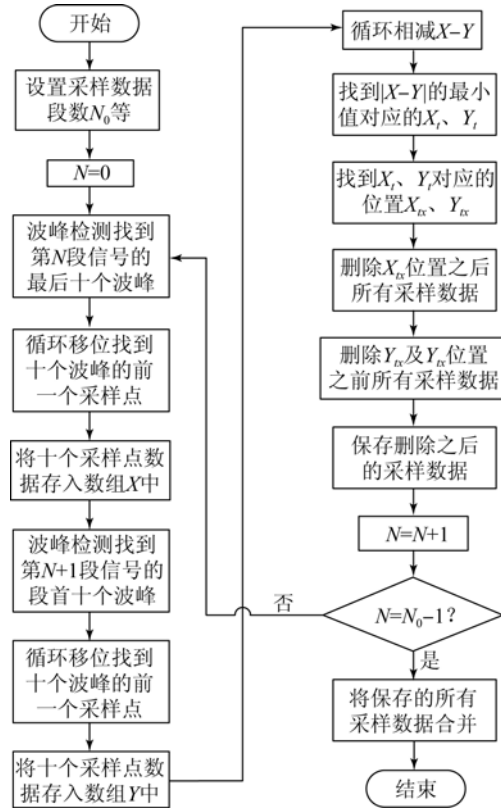 开始
设置采样数据
段数N₀等
N=0
波峰检测找到
第N段信号的
最后十个波峰
循环移位找到
十个波峰的前
一个采样点
将十个采样点数
据存入数组X中
波峰检测找到
第N+1段信号的
段首十个波峰
循环移位找到
十个波峰的前
一个采样点
将十个采样点数
据存入数组Y中
循环相减X−Y
找到|X−Y|的最小
值对应的Xₜ、Yₜ
找到Xₜ、Yₜ对应的
位置Xₜₓ、Yₜₓ
删除Xₜₓ位置之后
所有采样数据
删除Yₜₓ及Yₜₓ位置
之前所有采样数据
保存删除之后
的采样数据
N=N+1
N=N₀−1?
否
是
将保存的所有
采样数据合并
结束